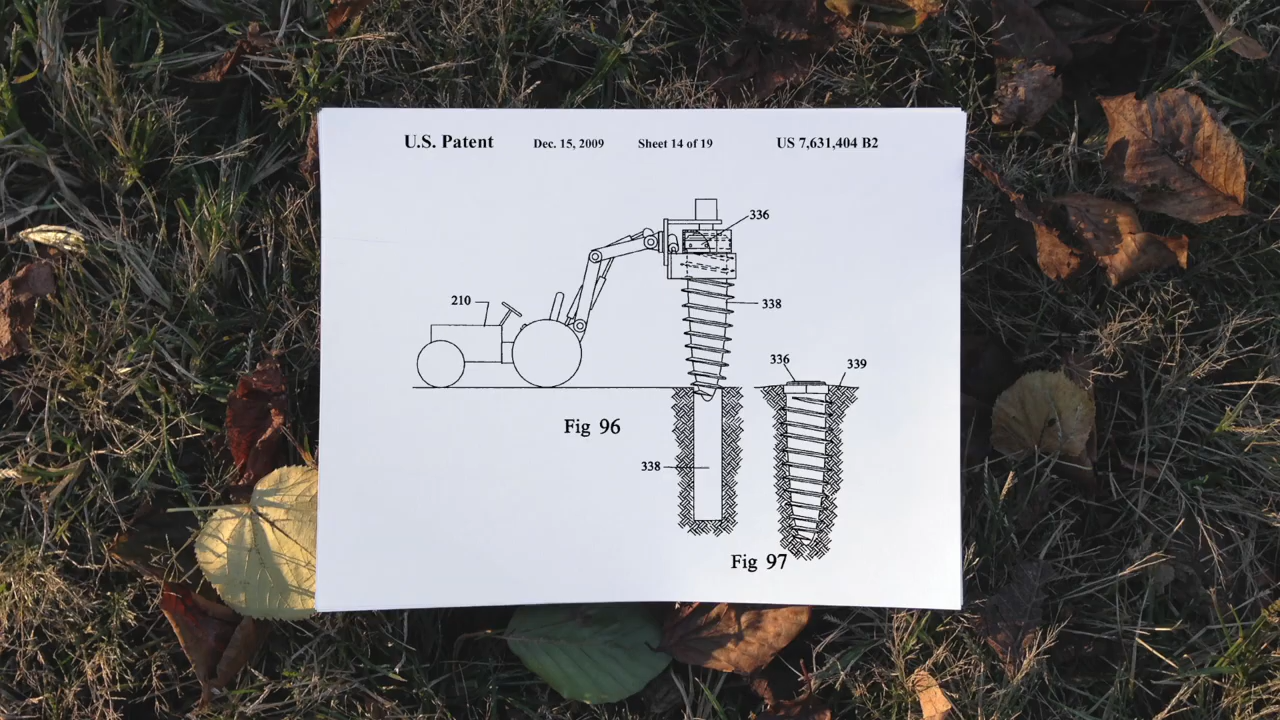 U.S. Patent Dec. 15, 2009 Sheet 14 of 19 US 7,631,404 B2
336
210
338
336
339
Fig 96
338
Fig 97